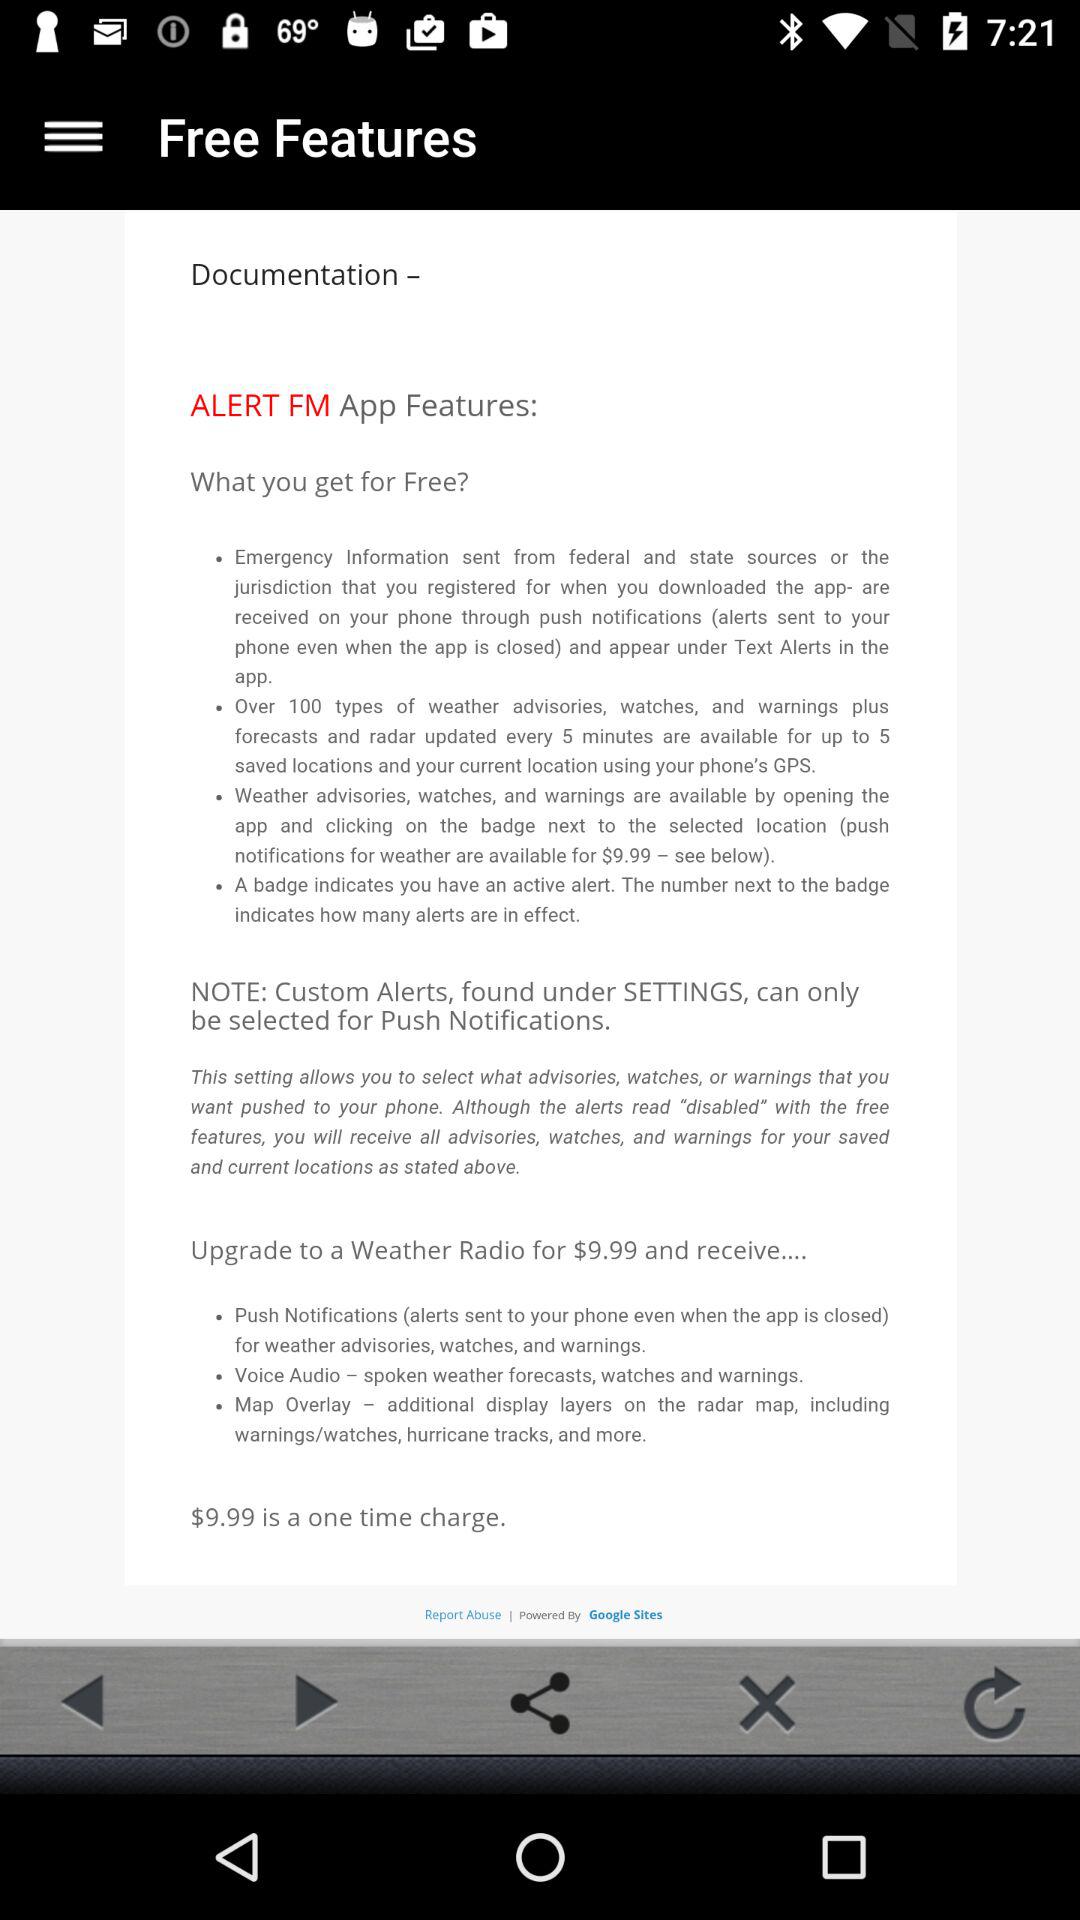 69° 7:21
Free Features
Documentation –
ALERT FM App Features:
What you get for Free?
• Emergency Information sent from federal and state sources or the
jurisdiction that you registered for when you downloaded the app- are
received on your phone through push notifications (alerts sent to your
phone even when the app is closed) and appear under Text Alerts in the
app.
• Over 100 types of weather advisories, watches, and warnings plus
forecasts and radar updated every 5 minutes are available for up to 5
saved locations and your current location using your phone’s GPS.
• Weather advisories, watches, and warnings are available by opening the
app and clicking on the badge next to the selected location (push
notifications for weather are available for $9.99 – see below).
• A badge indicates you have an active alert. The number next to the badge
indicates how many alerts are in effect.
NOTE: Custom Alerts, found under SETTINGS, can only
be selected for Push Notifications.
This setting allows you to select what advisories, watches, or warnings that you
want pushed to your phone. Although the alerts read “disabled” with the free
features, you will receive all advisories, watches, and warnings for your saved
and current locations as stated above.
Upgrade to a Weather Radio for $9.99 and receive....
• Push Notifications (alerts sent to your phone even when the app is closed)
for weather advisories, watches, and warnings.
• Voice Audio – spoken weather forecasts, watches and warnings.
• Map Overlay – additional display layers on the radar map, including
warnings/watches, hurricane tracks, and more.
$9.99 is a one time charge.
Report Abuse | Powered By Google Sites